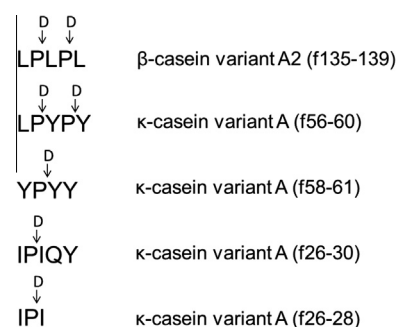 D D
↓ ↓
LPLPL β-casein variant A2 (f135-139)
D D
↓ ↓
LPYPY κ-casein variant A (f56-60)
D
↓
YPYY κ-casein variant A (f58-61)
D
↓
IPIQY κ-casein variant A (f26-30)
D
↓
IPI κ-casein variant A (f26-28)